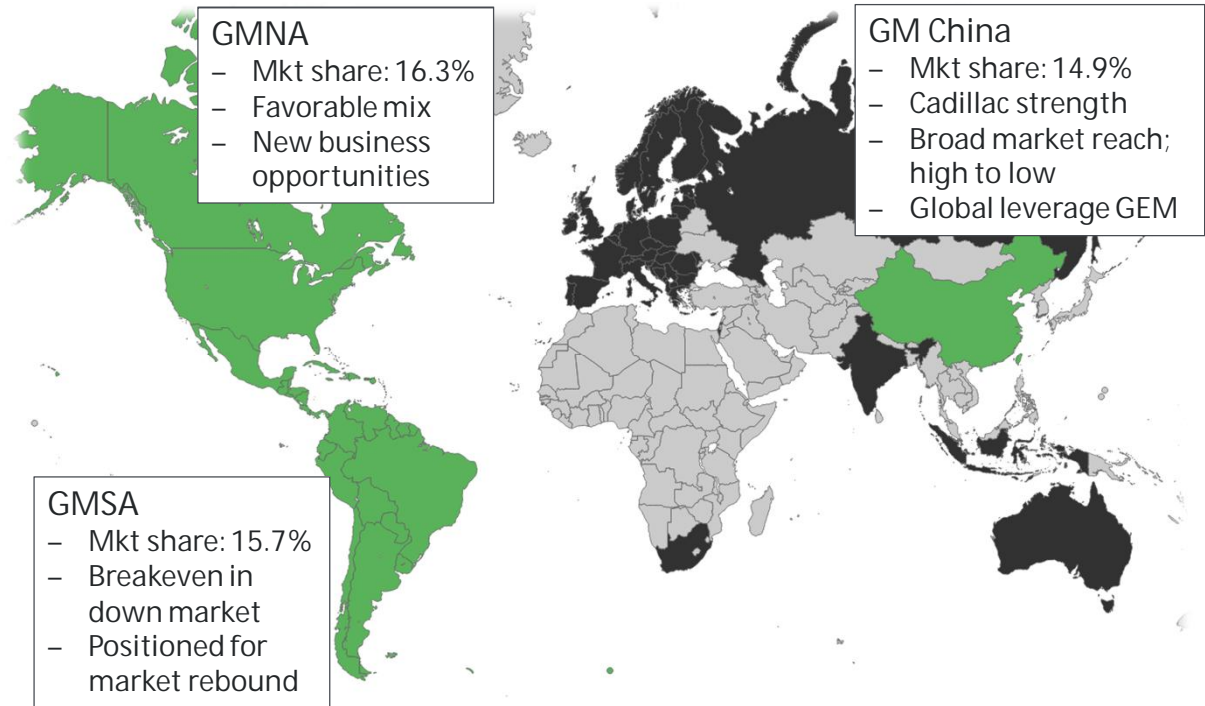 GMNA
– Mkt share: 16.3%
– Favorable mix
– New business
opportunities
GM China
– Mkt share: 14.9%
– Cadillac strength
– Broad market reach;
high to low
– Global leverage GEM
GMSA
– Mkt share: 15.7%
– Breakeven in
down market
– Positioned for
market rebound